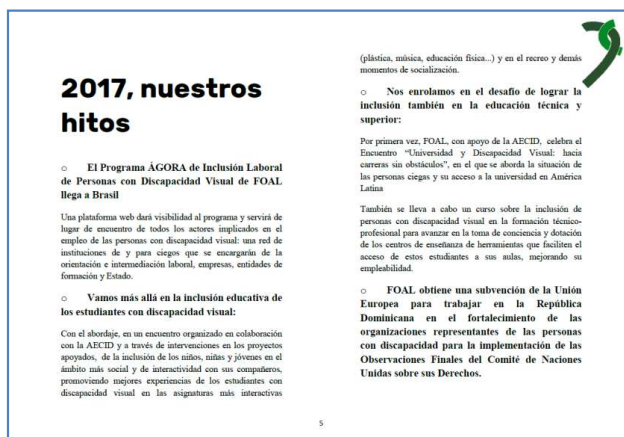 2017, nuestros
hitos
○ El Programa ÁGORA de Inclusión Laboral
de Personas con Discapacidad Visual de FOAL
llega a Brasil
Una plataforma web dará visibilidad al programa y servirá de
lugar de encuentro de todos los actores implicados en el
empleo de las personas con discapacidad visual: una red de
instituciones de y para ciegos que se encargarán de la
orientación e intermediación laboral, empresas, entidades de
formación y Estado.
○ Vamos más allá en la inclusión educativa de
los estudiantes con discapacidad visual:
Con el abordaje, en un encuentro organizado en colaboración
con la AECID y a través de intervenciones en los proyectos
apoyados, de la inclusión de los niños, niñas y jóvenes en el
ámbito más social y de interactividad con sus compañeros,
promoviendo mejores experiencias de los estudiantes con
discapacidad visual en las asignaturas más interactivas
(plástica, música, educación física...) y en el recreo y demás
momentos de socialización.
○ Nos enrolamos en el desafío de lograr la
inclusión también en la educación técnica y
superior:
Por primera vez, FOAL, con apoyo de la AECID, celebra el
Encuentro “Universidad y Discapacidad Visual: hacia
carreras sin obstáculos”, en el que se aborda la situación de
las personas ciegas y su acceso a la universidad en América
Latina
También se lleva a cabo un curso sobre la inclusión de
personas con discapacidad visual en la formación técnico-
profesional para avanzar en la toma de conciencia y dotación
de los centros de enseñanza de herramientas que faciliten el
acceso de estos estudiantes a sus aulas, mejorando su
empleabilidad.
○ FOAL obtiene una subvención de la Unión
Europea para trabajar en la República
Dominicana en el fortalecimiento de las
organizaciones representantes de las personas
con discapacidad para la implementación de las
Observaciones Finales del Comité de Naciones
Unidas sobre sus Derechos.
5